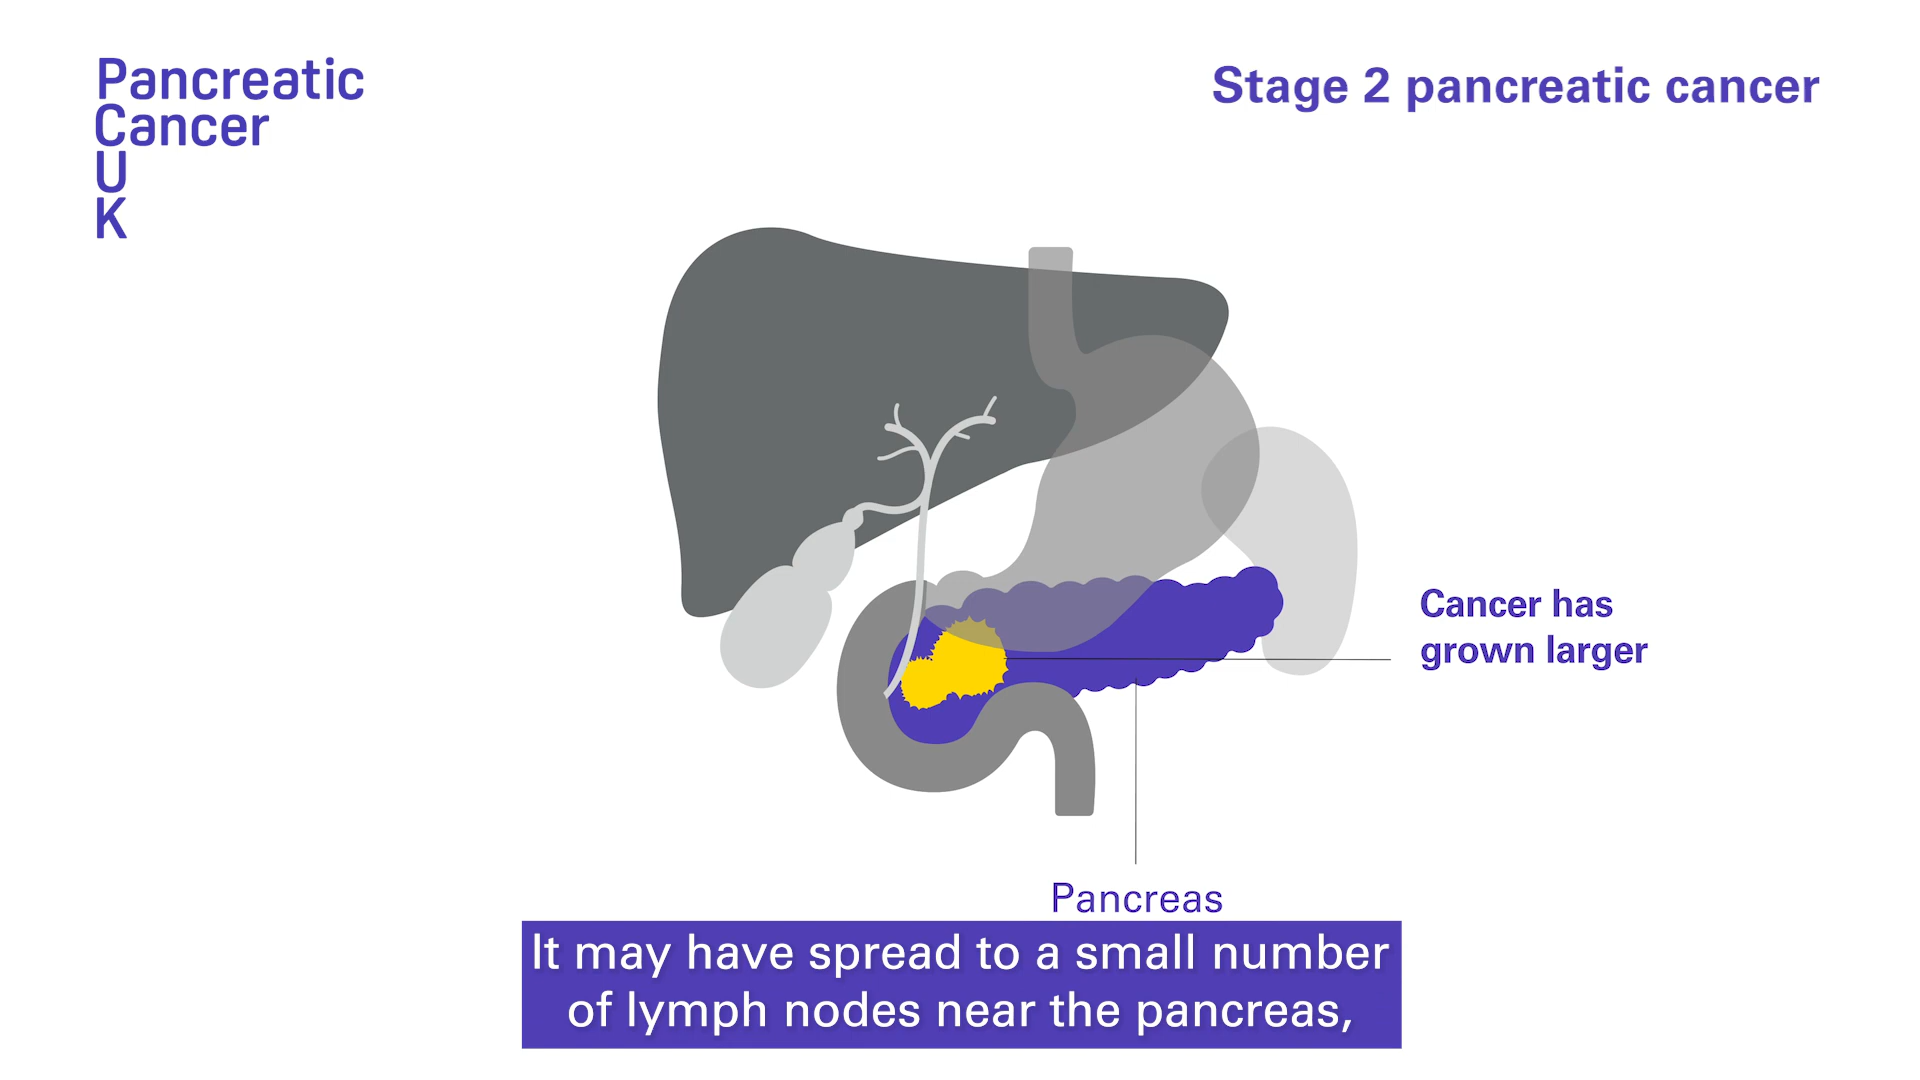 Pancreatic
Cancer
U
K
Stage 2 pancreatic cancer
Cancer has
grown larger
Pancreas
It may have spread to a small number
of lymph nodes near the pancreas,